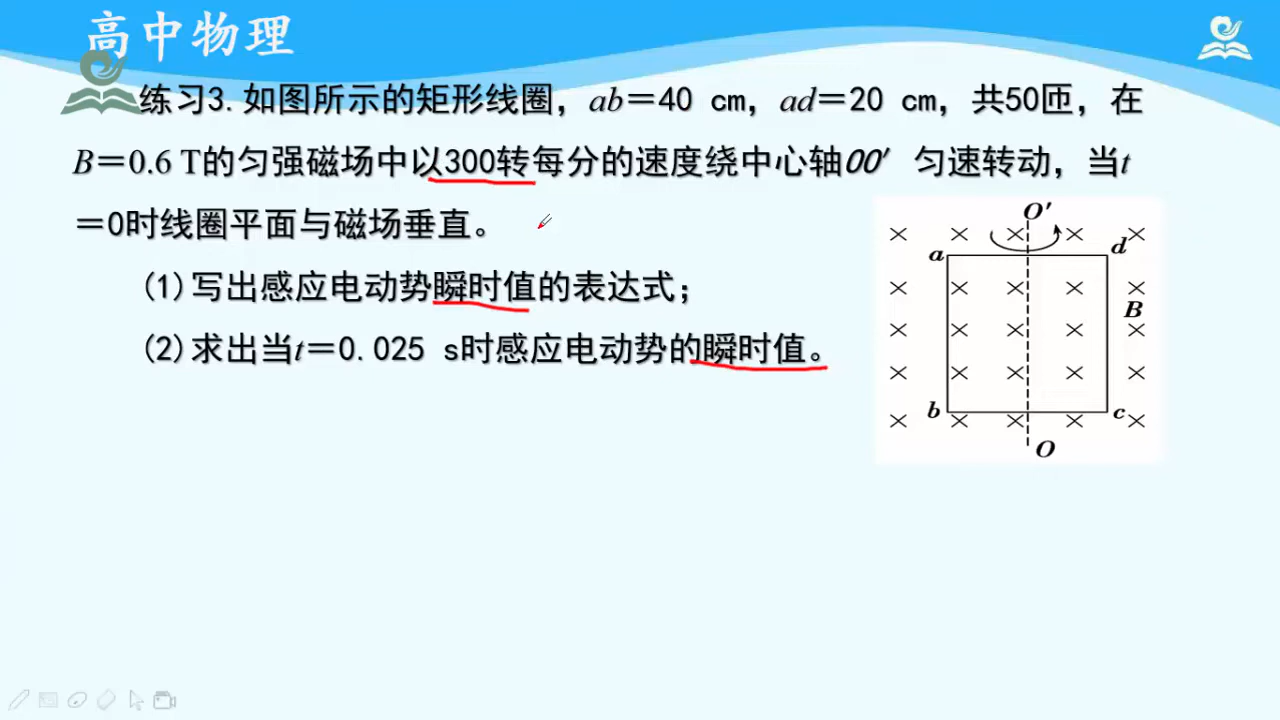 高中物理
练习3.如图所示的矩形线圈，ab＝40 cm，ad＝20 cm，共50匝，在
B＝0.6 T的匀强磁场中以300转每分的速度绕中心轴OO′匀速转动，当t
＝0时线圈平面与磁场垂直。
(1)写出感应电动势瞬时值的表达式；
(2)求出当t＝0.025 s时感应电动势的瞬时值。
O′
a
d
B
b
c
O